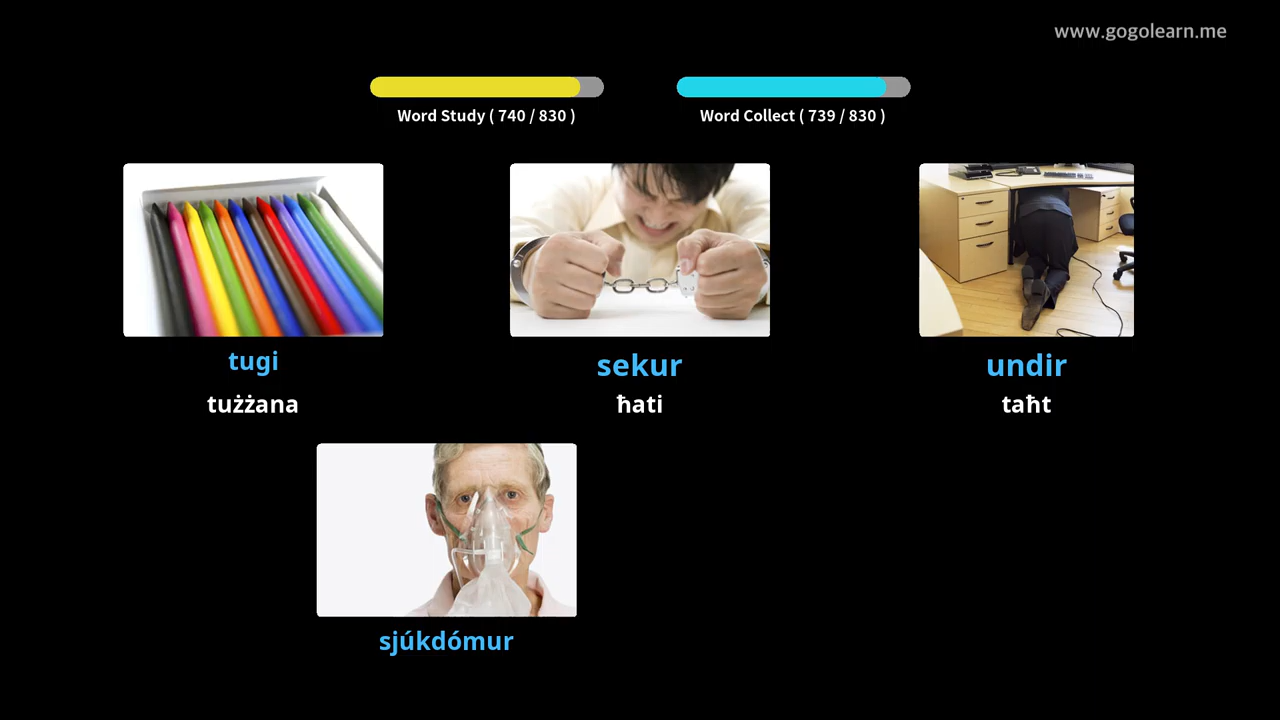 www.gogolearn.me
Word Study ( 740 / 830 )
Word Collect ( 739 / 830 )
tugi
sekur
undir
tużżana
ħati
taħt
sjúkdómur